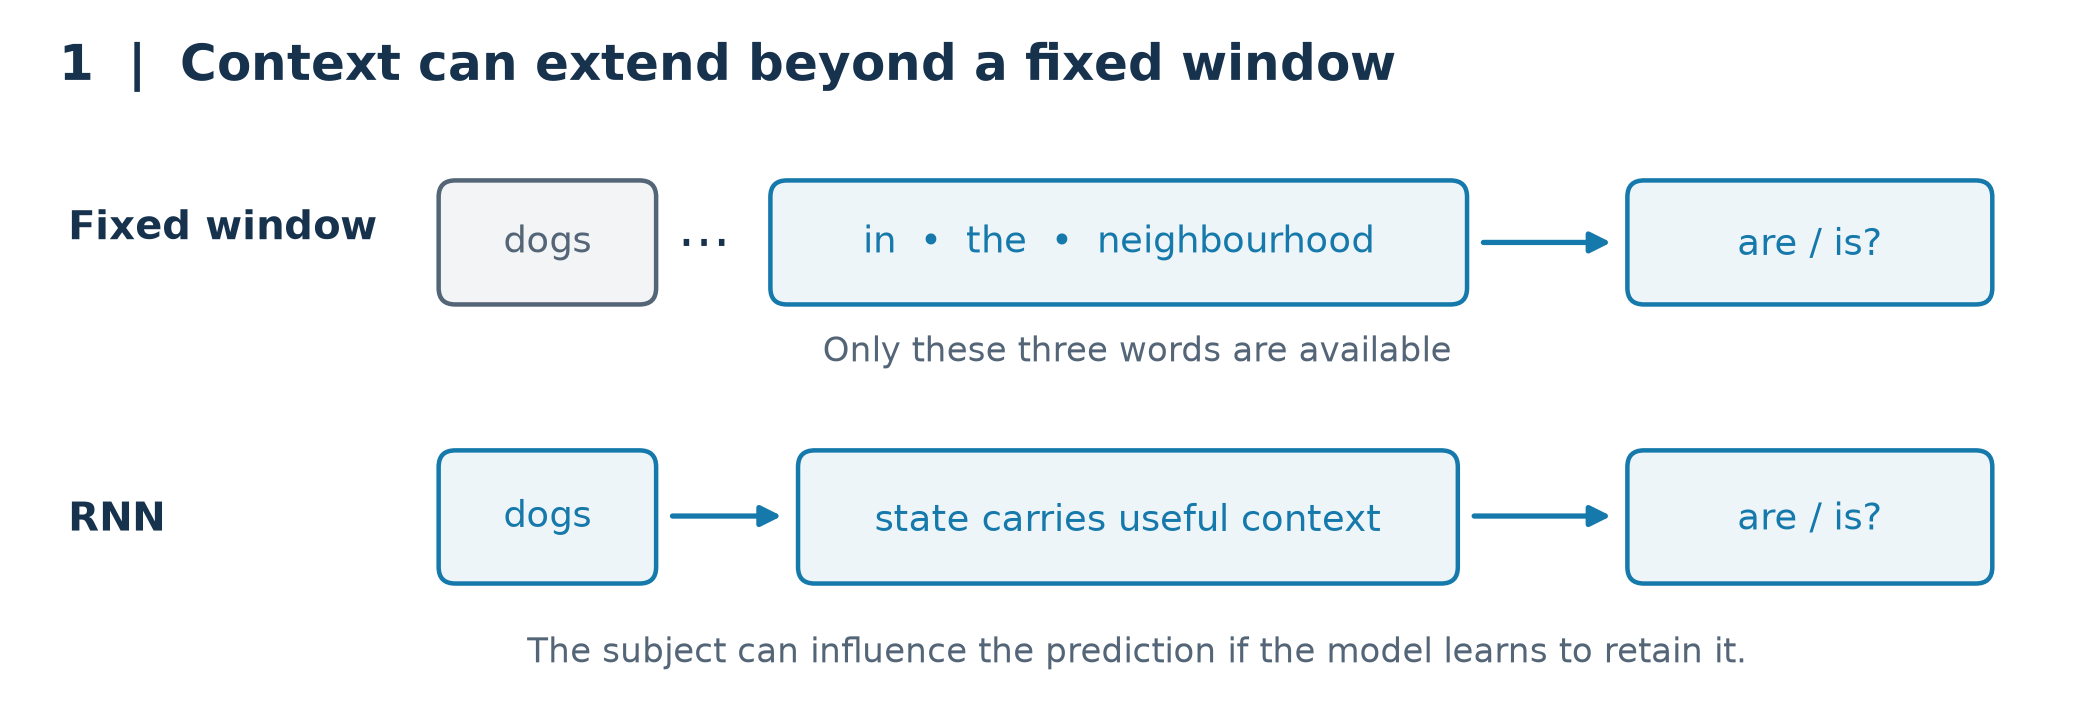 1 | Context can extend beyond a fixed window
Fixed window
dogs ... in • the • neighbourhood are / is?
Only these three words are available
RNN
dogs state carries useful context are / is?
The subject can influence the prediction if the model learns to retain it.